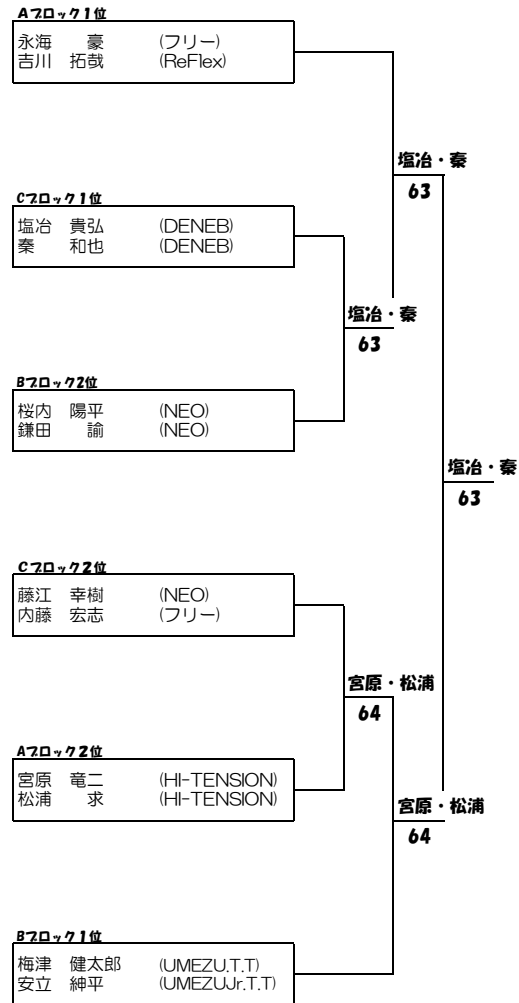 Aブロック1位
永海 豪 (フリー)
吉川 拓哉 (ReFlex)
塩冶・秦
63
Cブロック1位
塩冶 貴弘 (DENEB)
秦 和也 (DENEB)
塩冶・秦
63
Bブロック2位
桜内 陽平 (NEO)
鎌田 諭 (NEO)
塩冶・秦
63
Cブロック2位
藤江 幸樹 (NEO)
内藤 宏志 (フリー)
宮原・松浦
64
Aブロック2位
宮原 竜二 (HI-TENSION)
松浦 求 (HI-TENSION)
宮原・松浦
64
Bブロック1位
梅津 健太郎 (UMEZU.T.T)
安立 紳平 (UMEZUJr.T.T)